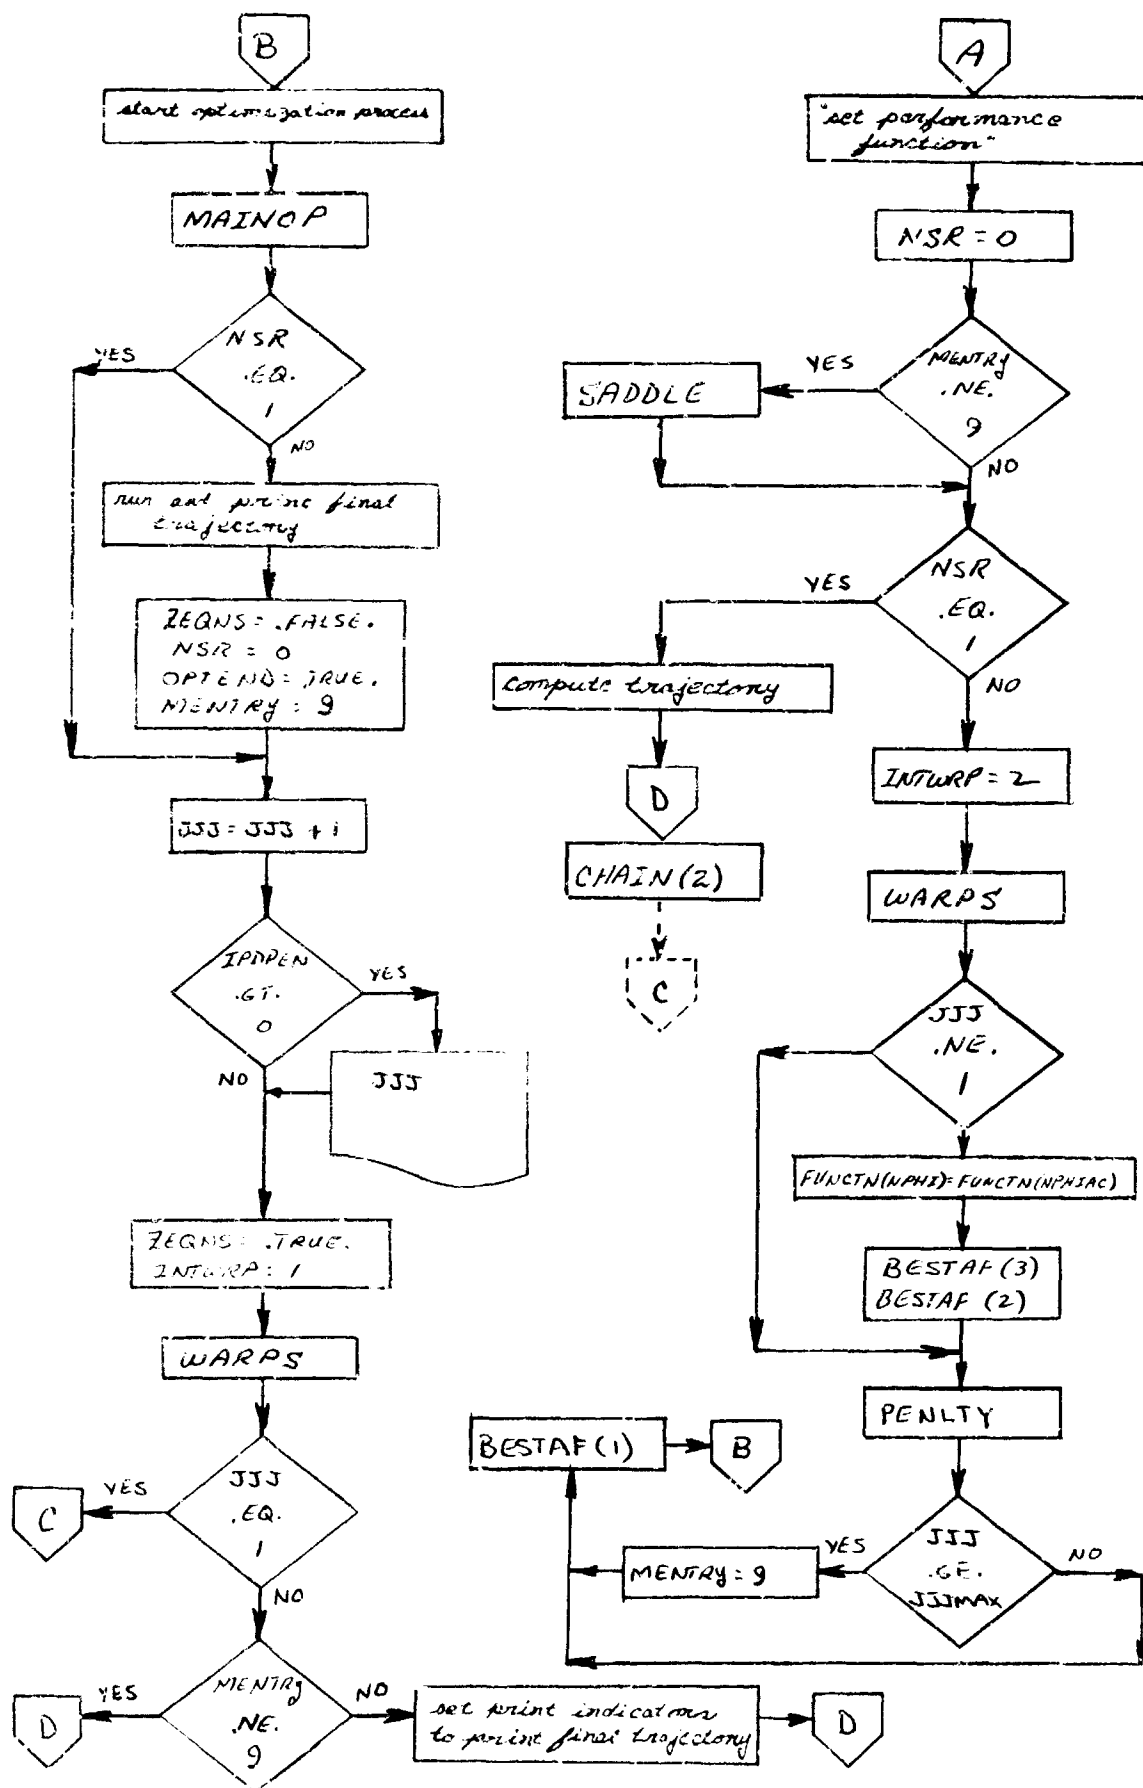 B
start optimization process
MAINOP
NSR
.EQ.
1
YES
NO
run and print final
trajectory
ZEQNS = .FALSE.
NSR = 0
OPTEND = .TRUE.
MENTRY = 9
JJJ = JJJ + 1
IPDPEN
.GT.
0
YES
NO
JJJ
ZEQNS = .TRUE.
INTWRP = 1
WARPS
JJJ
.EQ.
1
YES
C
NO
MENTRY
.NE.
9
YES
D
NO
set print indicators
to print final trajectory
D
A
"set performance
function"
NSR = 0
MENTRY
.NE.
9
YES
SADDLE
NO
NSR
.EQ.
1
YES
compute trajectory
D
CHAIN (2)
C
NO
INTWRP = 2
WARPS
JJJ
.NE.
1
FUNCTN(NPHI) = FUNCTN(NPHIAC)
BESTAF (3)
BESTAF (2)
PENLTY
JJJ
.GE.
JJJMAX
YES
MENTRY = 9
NO
BESTAF (1)
B